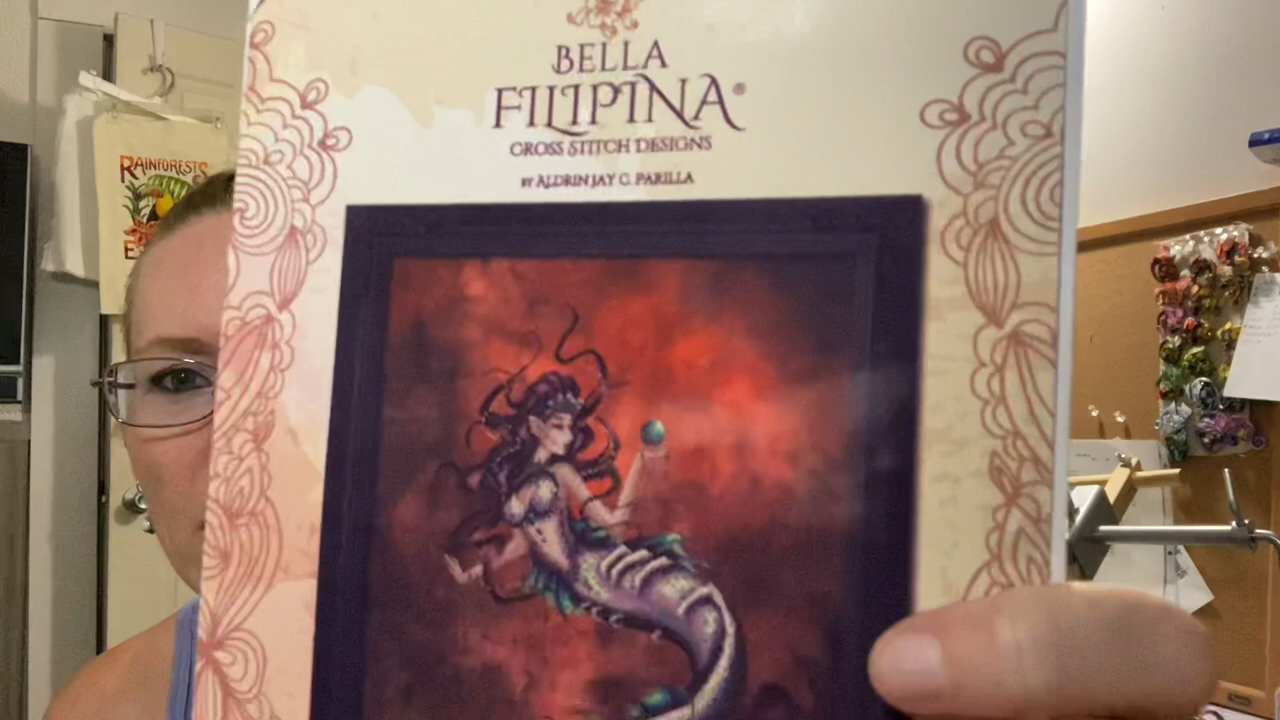 BELLA
FILIPINA®
CROSS STITCH DESIGNS
BY ALDRIN JAY C. PARILLA
RAINFORESTS